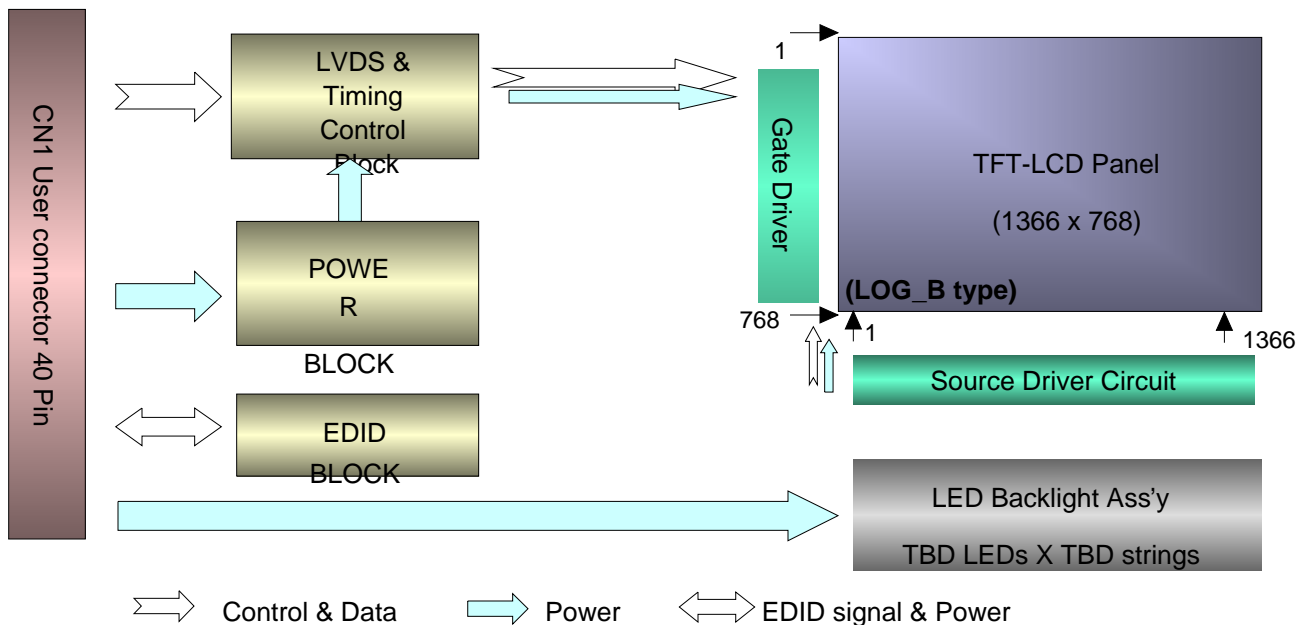 CN1 User connector 40 Pin
LVDS &
Timing
Control
Block
POWE
R
BLOCK
EDID
BLOCK
1
Gate Driver
768
TFT-LCD Panel
(1366 x 768)
(LOG_B type)
1
1366
Source Driver Circuit
LED Backlight Ass'y
TBD LEDs X TBD strings
Control & Data
Power
EDID signal & Power